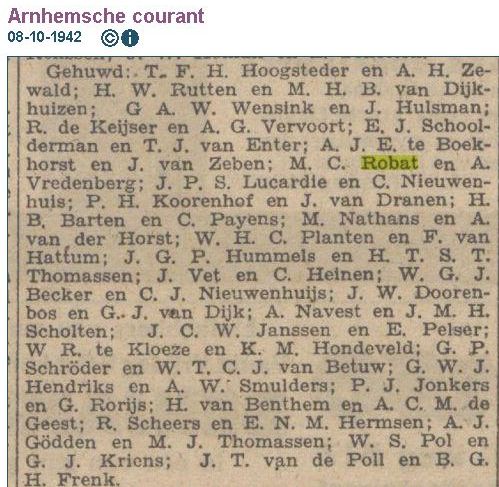 Arnhemsche courant
08-10-1942 © i
Gehuwd: T. F. H. Hoogsteder en A. H. Ze-
wald; H. W. Rutten en M. H. B. van Dijk-
huizen; G A. W. Wensink en J. Hulsman;
R. de Keijser en A. G. Vervoort; E. J. School-
derman en T. J. van Enter; A. J. E. te Boek-
horst en J. van Zeben; M. C. Robat en A.
Vredenberg; J. P. S. Lucardie en C. Nieuwen-
huis; P. H. Koorenhof en J. van Dranen; H.
B. Barten en C. Payens; M. Nathans en A.
van der Horst; W. H. C. Planten en F. van
Hattum; J. G. P. Hummels en H. T. S. T.
Thomassen; J. Vet en C. Heinen; W. G. J.
Becker en C. J. Nieuwenhuijs; J. W. Dooren-
bos en G. J. van Dijk; A. Navest en J. M. H.
Scholten; J. C. W. Janssen en E. Pelser;
W R. te Kloeze en K. M. Hondeveld; G. P.
Schröder en W. T. C. J. van Betuw; G. W. J.
Hendriks en A. W. Smulders; P. J. Jonkers
en G. Rorijs; H. van Benthem en A. C. M. de
Geest; R. Scheers en E. N. M. Hermsen; A. J.
Gödden en M. J. Thomassen; W. S. Pol en
G. J. Kriens; J. T. van de Poll en B. G.
H. Frenk.